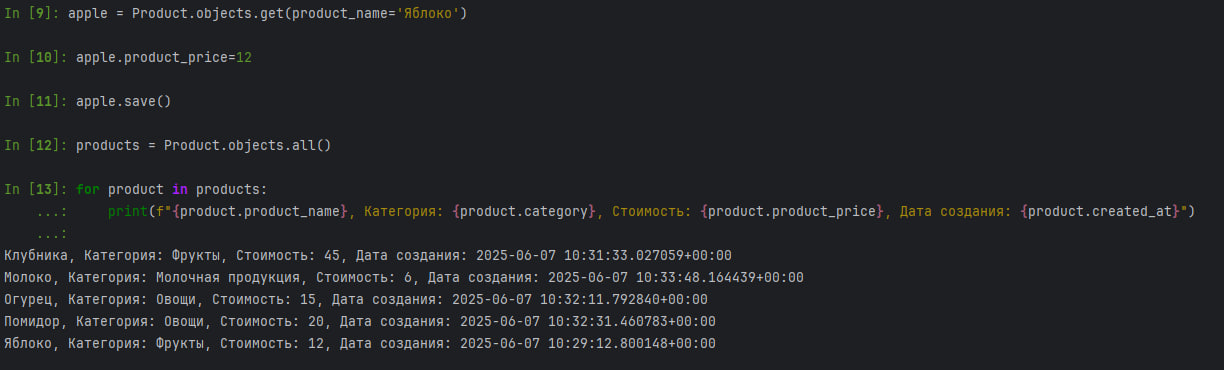 In [9]: apple = Product.objects.get(product_name='Яблоко')
In [10]: apple.product_price=12
In [11]: apple.save()
In [12]: products = Product.objects.all()
In [13]: for product in products:
    ...:     print(f"{product.product_name}, Категория: {product.category}, Стоимость: {product.product_price}, Дата создания: {product.created_at}")
    ...:
Клубника, Категория: Фрукты, Стоимость: 45, Дата создания: 2025-06-07 10:31:33.027059+00:00
Молоко, Категория: Молочная продукция, Стоимость: 6, Дата создания: 2025-06-07 10:33:48.164439+00:00
Огурец, Категория: Овощи, Стоимость: 15, Дата создания: 2025-06-07 10:32:11.792840+00:00
Помидор, Категория: Овощи, Стоимость: 20, Дата создания: 2025-06-07 10:32:31.460783+00:00
Яблоко, Категория: Фрукты, Стоимость: 12, Дата создания: 2025-06-07 10:29:12.800148+00:00